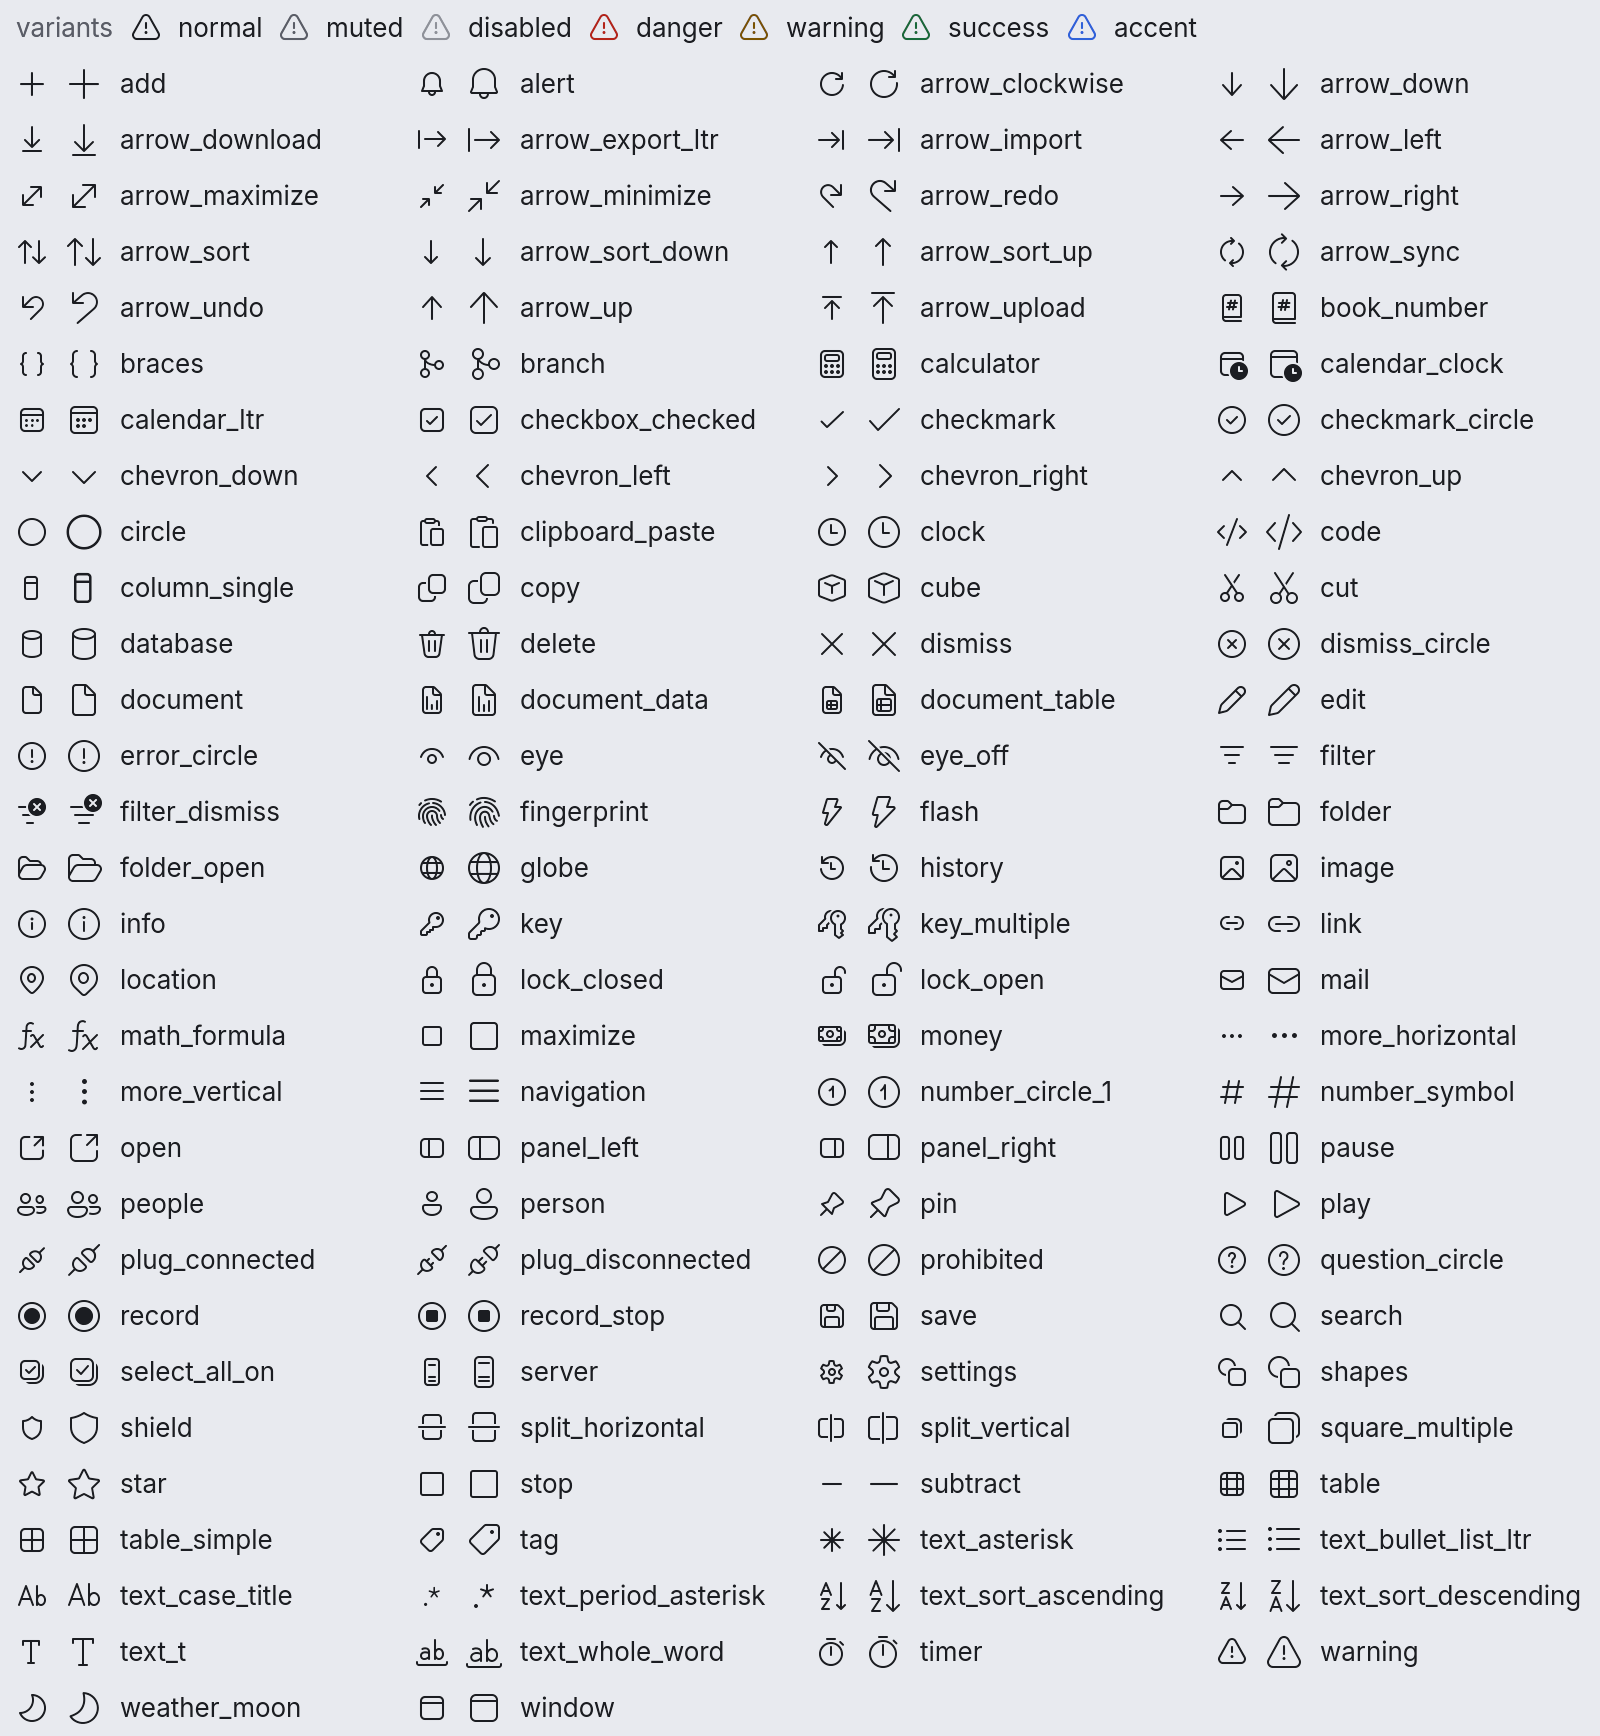 variants normal muted disabled danger warning success accent
add alert arrow_clockwise arrow_down
arrow_download arrow_export_ltr arrow_import arrow_left
arrow_maximize arrow_minimize arrow_redo arrow_right
arrow_sort arrow_sort_down arrow_sort_up arrow_sync
arrow_undo arrow_up arrow_upload book_number
braces branch calculator calendar_clock
calendar_ltr checkbox_checked checkmark checkmark_circle
chevron_down chevron_left chevron_right chevron_up
circle clipboard_paste clock code
column_single copy cube cut
database delete dismiss dismiss_circle
document document_data document_table edit
error_circle eye eye_off filter
filter_dismiss fingerprint flash folder
folder_open globe history image
info key key_multiple link
location lock_closed lock_open mail
math_formula maximize money more_horizontal
more_vertical navigation number_circle_1 number_symbol
open panel_left panel_right pause
people person pin play
plug_connected plug_disconnected prohibited question_circle
record record_stop save search
select_all_on server settings shapes
shield split_horizontal split_vertical square_multiple
star stop subtract table
table_simple tag text_asterisk text_bullet_list_ltr
text_case_title text_period_asterisk text_sort_ascending text_sort_descending
text_t text_whole_word timer warning
weather_moon window